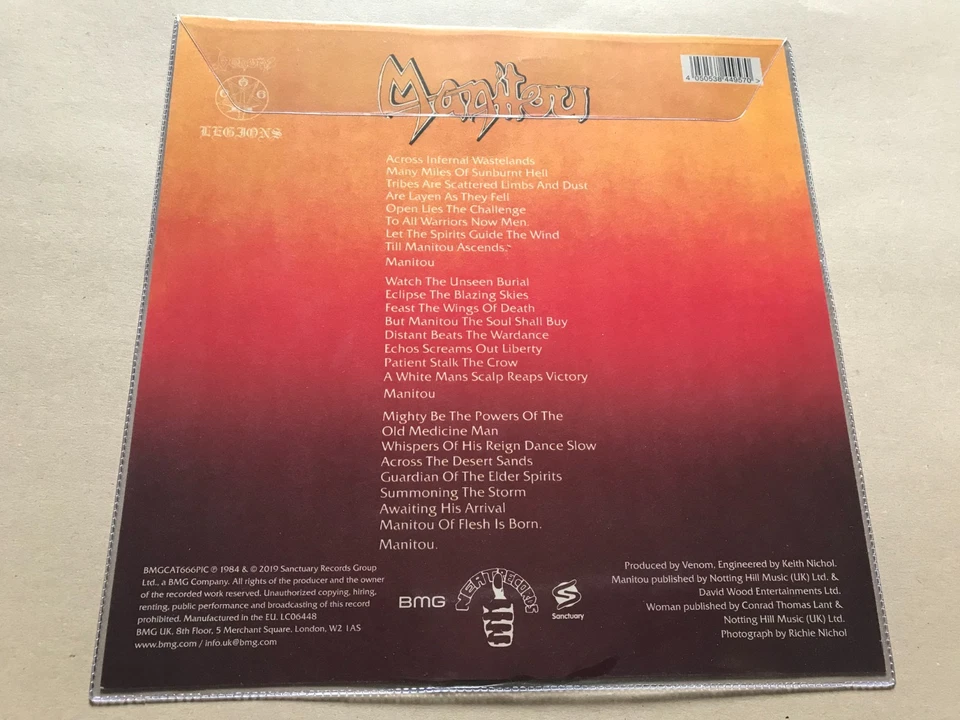 Venom
LEGIONS
Manitou
4 050538 449570 >
Across Infernal Wastelands
Many Miles Of Sunburnt Hell
Tribes Are Scattered Limbs And Dust
Are Layen As They Fell
Open Lies The Challenge
To All Warriors Now Men.
Let The Spirits Guide The Wind
Till Manitou Ascends.
Manitou
Watch The Unseen Burial
Eclipse The Blazing Skies
Feast The Wings Of Death
But Manitou The Soul Shall Buy
Distant Beats The Wardance
Echos Screams Out Liberty
Patient Stalk The Crow
A White Mans Scalp Reaps Victory
Manitou
Mighty Be The Powers Of The
Old Medicine Man
Whispers Of His Reign Dance Slow
Across The Desert Sands
Guardian Of The Elder Spirits
Summoning The Storm
Awaiting His Arrival
Manitou Of Flesh Is Born.
Manitou.
BMGCAT666PIC ℗ 1984 & © 2019 Sanctuary Records Group
Ltd., a BMG Company. All rights of the producer and the owner
of the recorded work reserved. Unauthorized copying, hiring,
renting, public performance and broadcasting of this record
prohibited. Manufactured in the EU. LC06448
BMG UK. 8th Floor, 5 Merchant Square. London, W2 1AS
www.bmg.com / info.uk@bmg.com
BMG
NEAT RECORDS
Sanctuary
Produced by Venom, Engineered by Keith Nichol.
Manitou published by Notting Hill Music (UK) Ltd. &
David Wood Entertainments Ltd.
Woman published by Conrad Thomas Lant &
Notting Hill Music (UK) Ltd.
Photograph by Richie Nichol